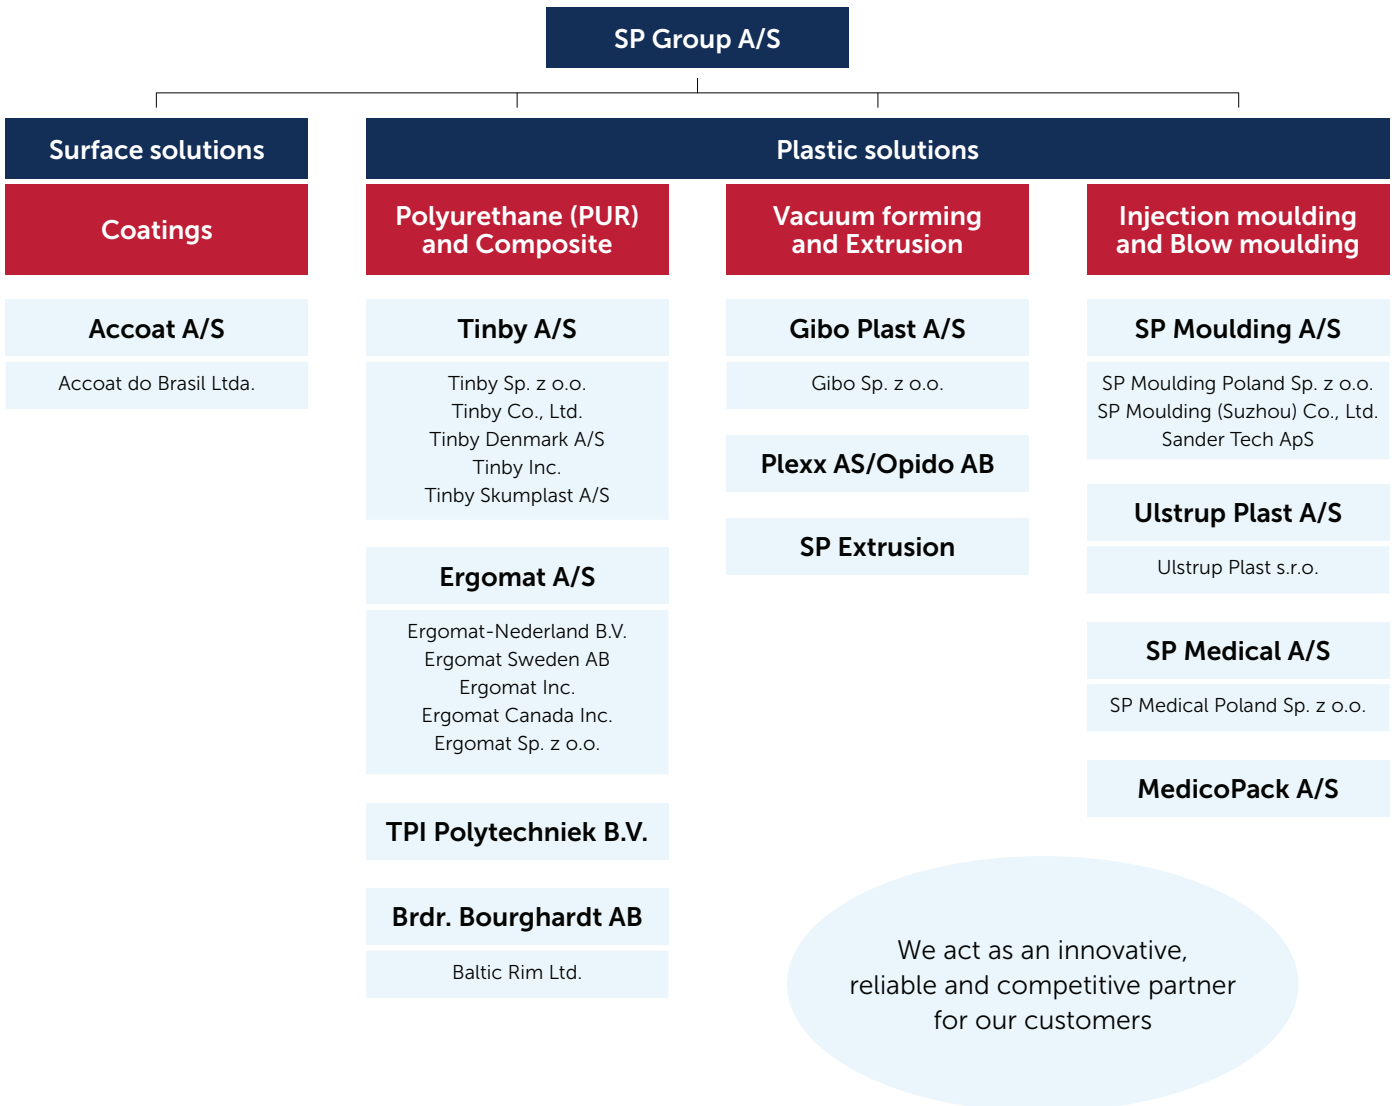 SP Group A/S
Surface solutions
Plastic solutions
Coatings
Accoat A/S
Accoat do Brasil Ltda.
Polyurethane (PUR)
and Composite
Tinby A/S
Tinby Sp. z o.o.
Tinby Co., Ltd.
Tinby Denmark A/S
Tinby Inc.
Tinby Skumplast A/S
Ergomat A/S
Ergomat-Nederland B.V.
Ergomat Sweden AB
Ergomat Inc.
Ergomat Canada Inc.
Ergomat Sp. z o.o.
TPI Polytechniek B.V.
Brdr. Bourghardt AB
Baltic Rim Ltd.
Vacuum forming
and Extrusion
Gibo Plast A/S
Gibo Sp. z o.o.
Plexx AS/Opido AB
SP Extrusion
Injection moulding
and Blow moulding
SP Moulding A/S
SP Moulding Poland Sp. z o.o.
SP Moulding (Suzhou) Co., Ltd.
Sander Tech ApS
Ulstrup Plast A/S
Ulstrup Plast s.r.o.
SP Medical A/S
SP Medical Poland Sp. z o.o.
MedicoPack A/S
We act as an innovative,
reliable and competitive partner
for our customers